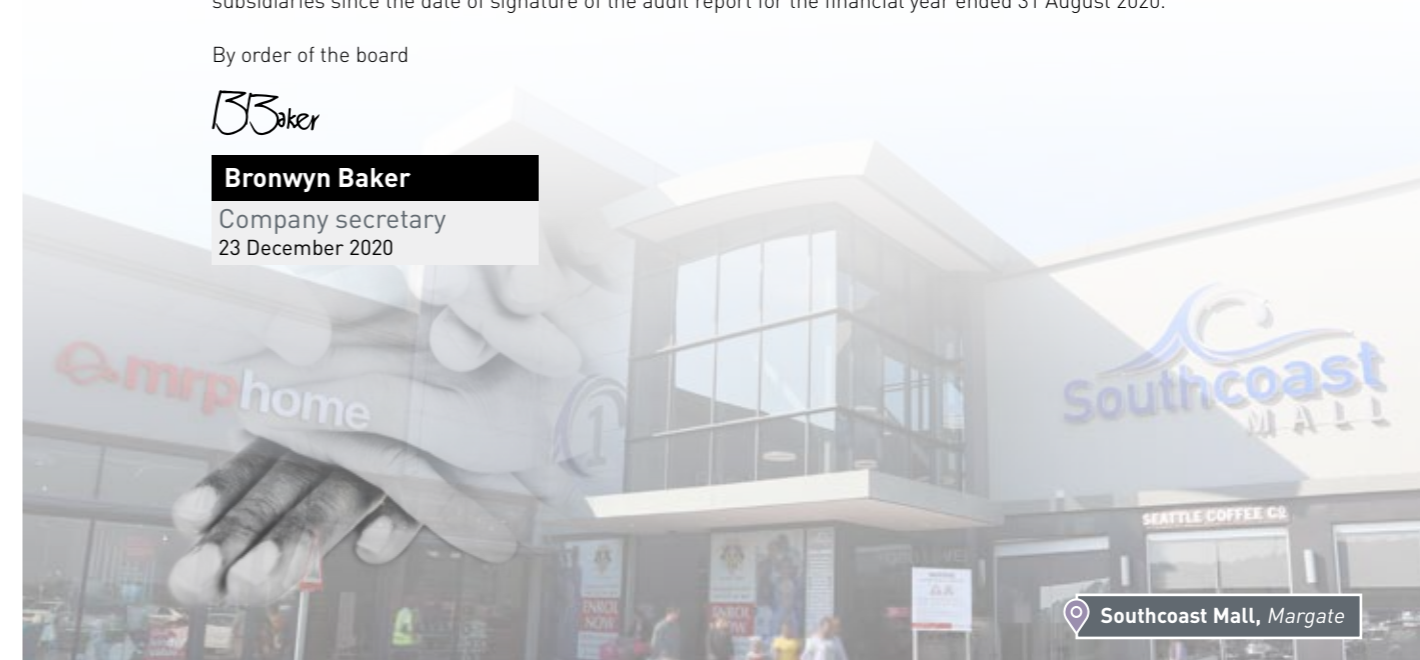 subsidiaries since the date of signature of the audit report for the financial year ended 31 August 2020.
By order of the board
BBaker
Bronwyn Baker
Company secretary
23 December 2020
mrphome
1
Southcoast
MALL
SEATTLE COFFEE Co
ENROL
NOW
ENROL
NOW
Southcoast Mall, Margate